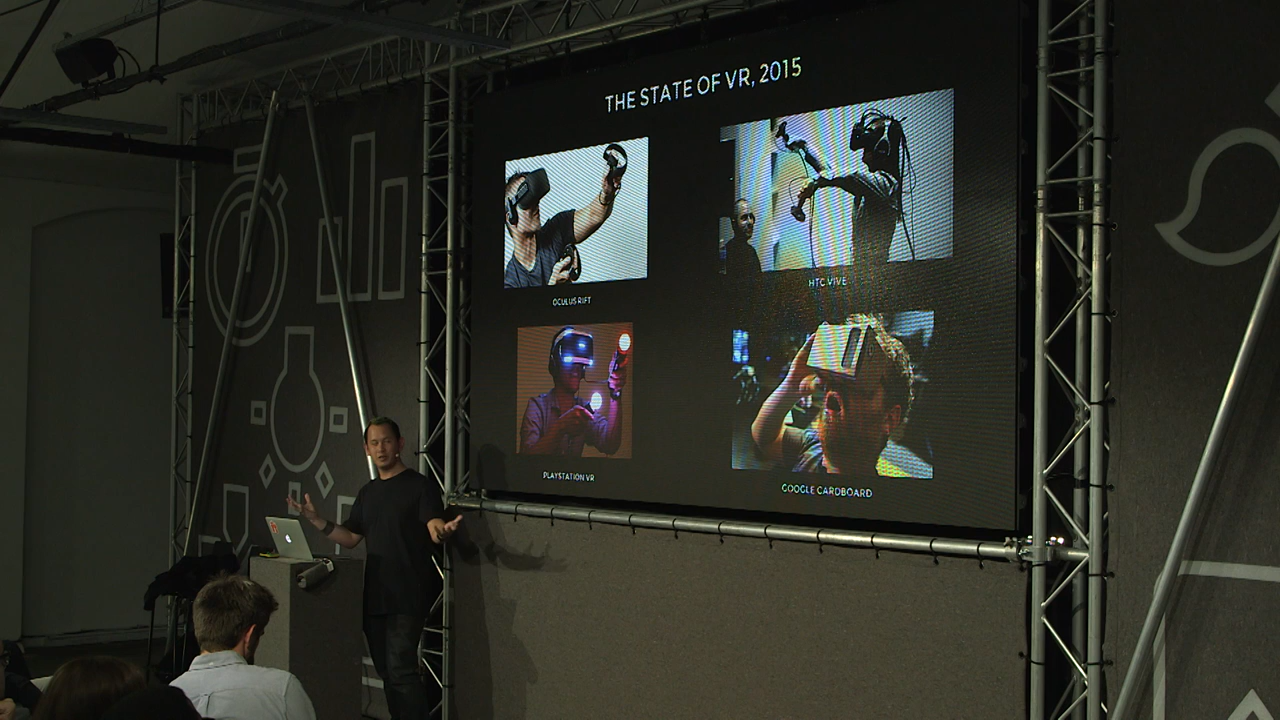 THE STATE OF VR, 2015
OCULUS RIFT
HTC VIVE
PLAYSTATION VR
GOOGLE CARDBOARD